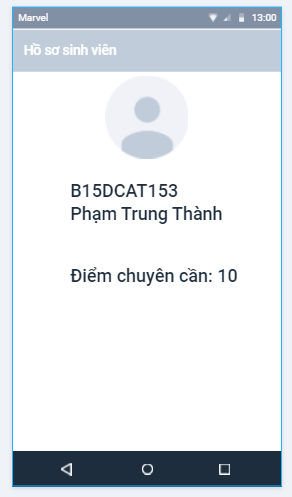 Marvel 13:00
Hồ sơ sinh viên
B15DCAT153
Phạm Trung Thành
Điểm chuyên cần: 10